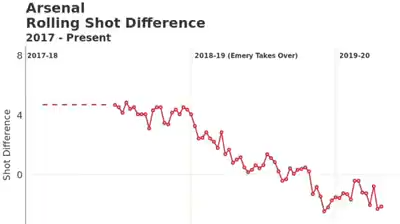 Arsenal
Rolling Shot Difference
2017 - Present
8
2017-18
2018-19 (Emery Takes Over)
2019-20
4
Shot Difference
0